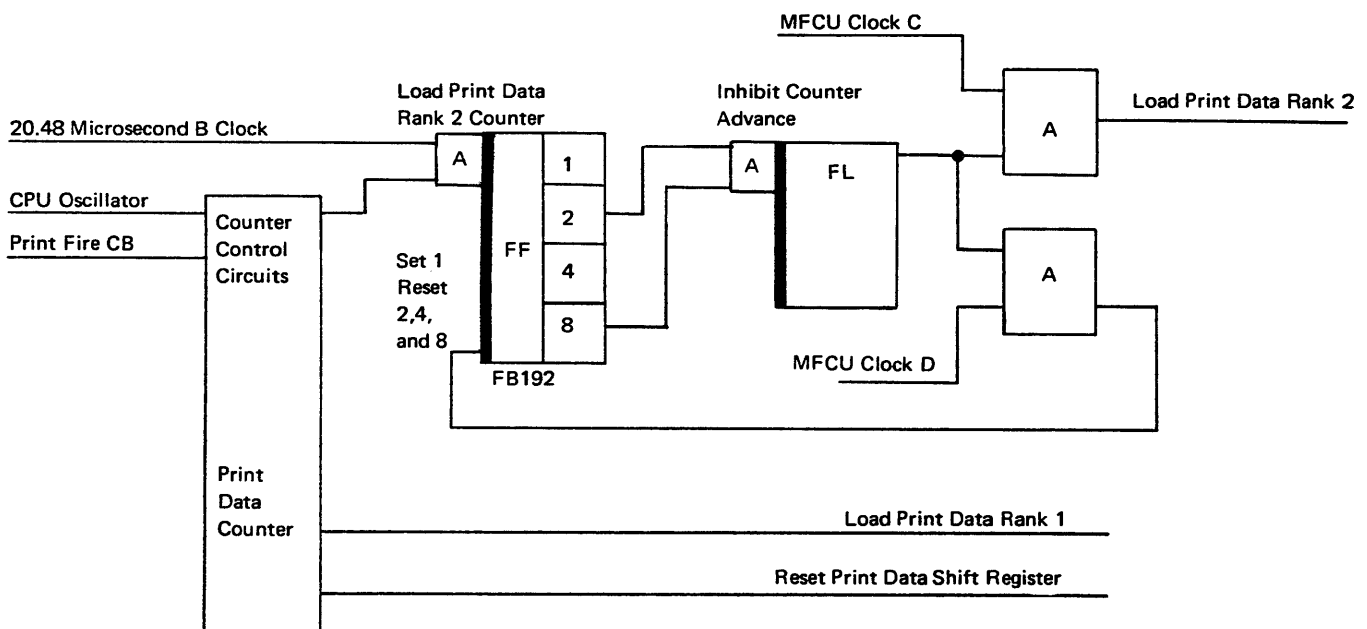 MFCU Clock C
Load Print Data
Rank 2 Counter
Inhibit Counter
Advance
Load Print Data Rank 2
A
20.48 Microsecond B Clock
A
1
A
FL
CPU Oscillator
Counter
Control
Circuits
2
Print Fire CB
Set 1
Reset
2,4,
and 8
FF
4
A
8
FB192
MFCU Clock D
Print
Data
Counter
Load Print Data Rank 1
Reset Print Data Shift Register